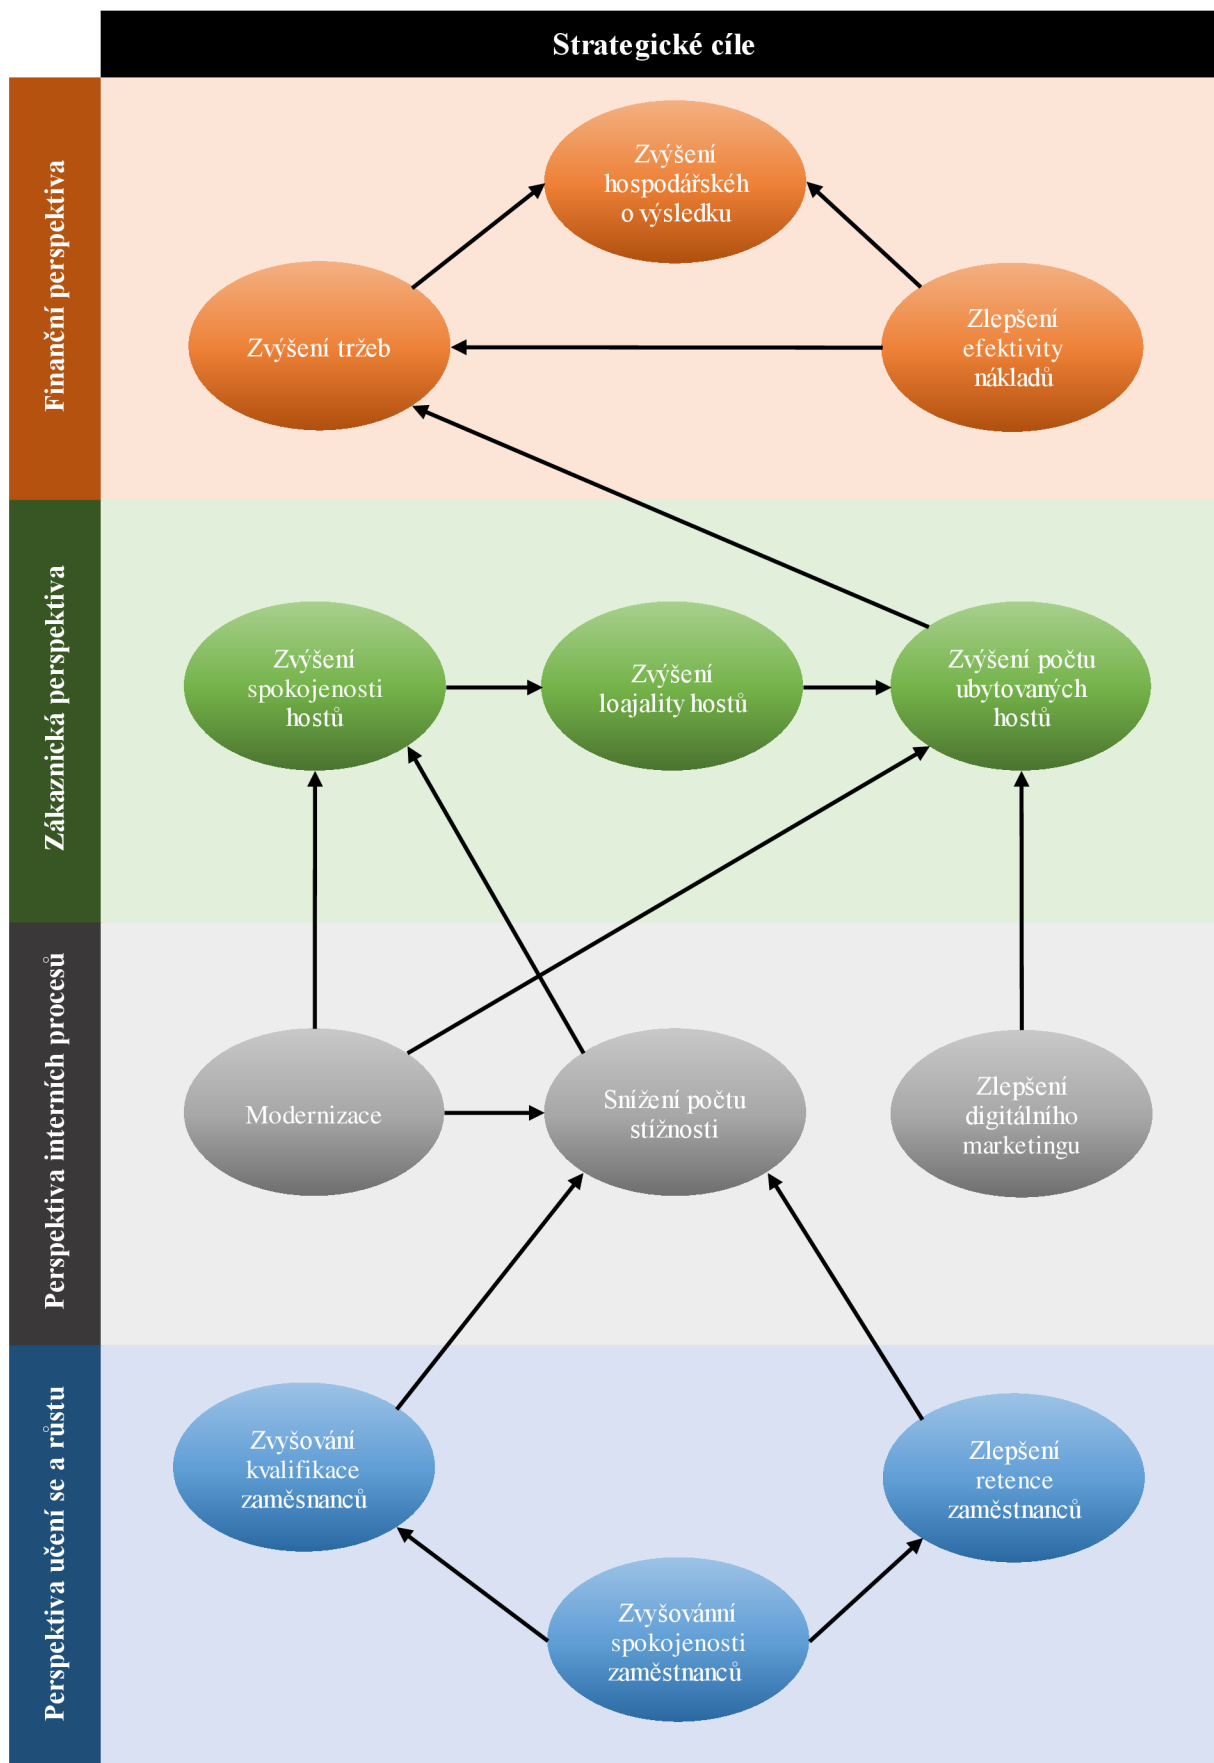 Strategické cíle
Finanční perspektiva
Zvýšení
hospodářskéh
o výsledku
Zvýšení tržeb
Zlepšení
efektivity
nákladů
Zákaznická perspektiva
Zvýšení
spokojenosti
hostů
Zvýšení
loajality hostů
Zvýšení počtu
ubytovaných
hostů
Perspektiva interních procesů
Modernizace
Snížení počtu
stížnosti
Zlepšení
digitálního
marketingu
Perspektiva učení se a růstu
Zvyšování
kvalifikace
zaměsnanců
Zlepšení
retence
zaměstnanců
Zvyšovánní
spokojenosti
zaměstnanců